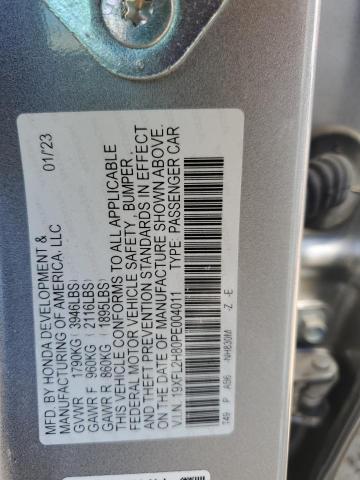 MFD. BY HONDA DEVELOPMENT &
MANUFACTURING OF AMERICA, LLC 01/'23
GVWR 1790KG( 3946LBS)
GAWR F 960KG( 2116LBS)
GAWR R 860KG( 1895LBS)
THIS VEHICLE CONFORMS TO ALL APPLICABLE
FEDERAL MOTOR VEHICLE SAFETY, BUMPER,
AND THEFT PREVENTION STANDARDS IN EFFECT
ON THE DATE OF MANUFACTURE SHOWN ABOVE.
V.I.N: 19XFL2H80PE004011 TYPE: PASSENGER CAR
T49 P A96 -NH830M -Z -E